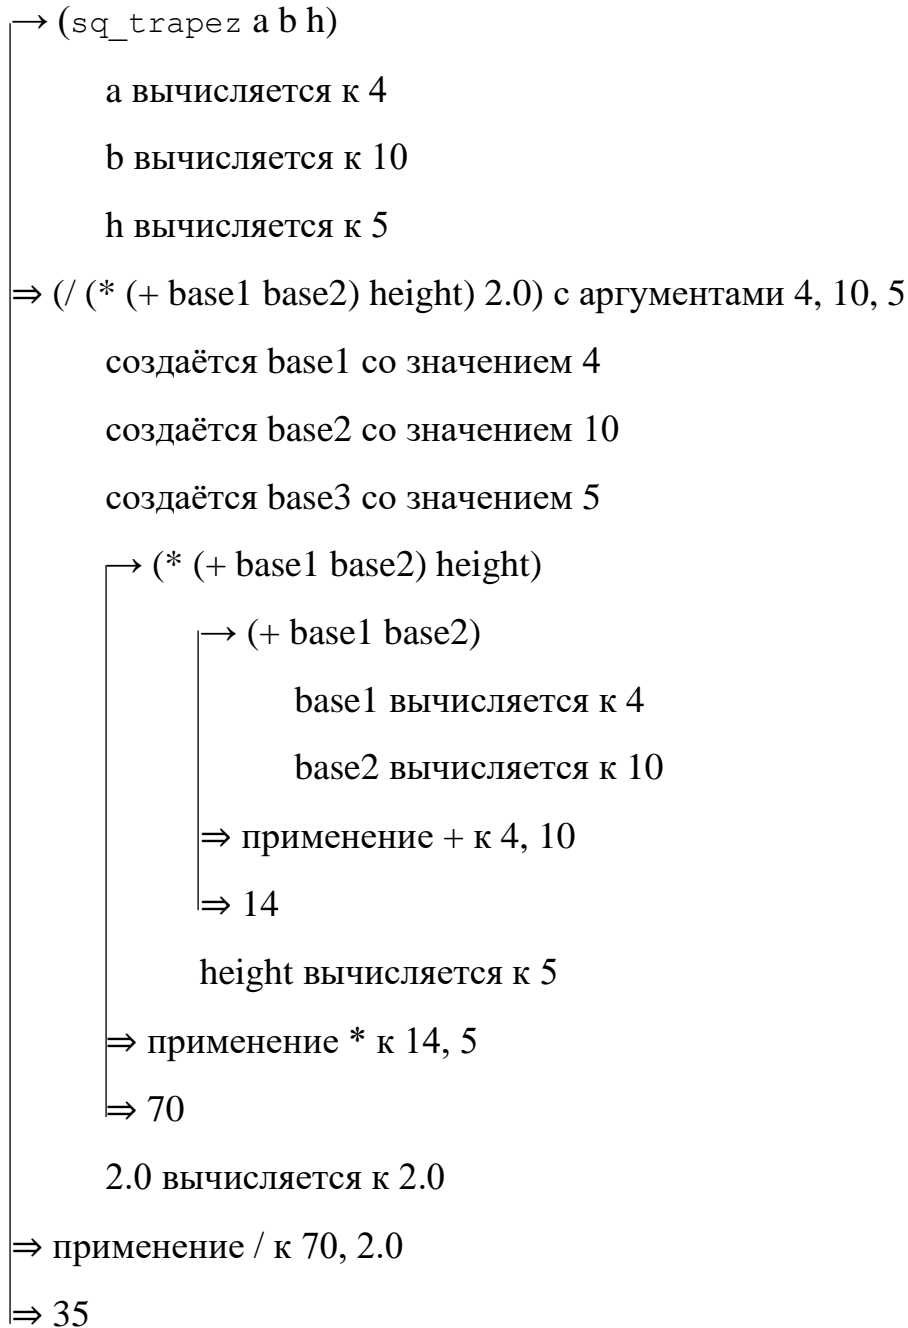 → (sq_trapez a b h)
a вычисляется к 4
b вычисляется к 10
h вычисляется к 5
⇒ (/ (* (+ base1 base2) height) 2.0) с аргументами 4, 10, 5
создаётся base1 со значением 4
создаётся base2 со значением 10
создаётся base3 со значением 5
→ (* (+ base1 base2) height)
→ (+ base1 base2)
base1 вычисляется к 4
base2 вычисляется к 10
⇒ применение + к 4, 10
⇒ 14
height вычисляется к 5
⇒ применение * к 14, 5
⇒ 70
2.0 вычисляется к 2.0
⇒ применение / к 70, 2.0
⇒ 35